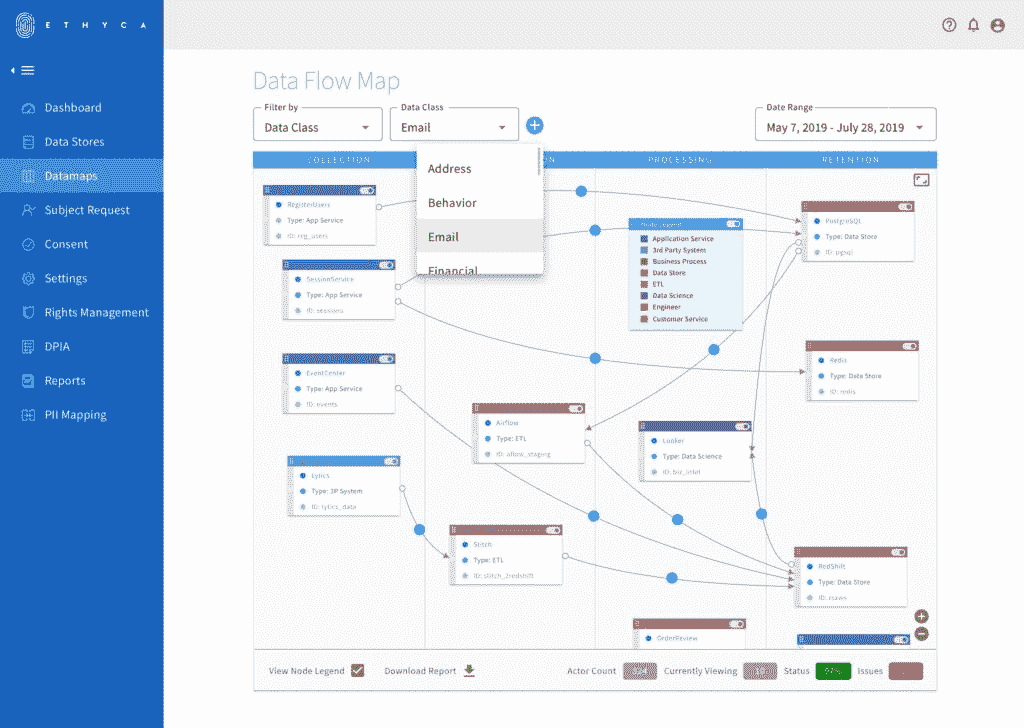 ETHYCA
Dashboard
Data Stores
Datamaps
Subject Request
Consent
Settings
Rights Management
DPIA
Reports
PII Mapping
Data Flow Map
Filter by
Data Class
Data Class
Email
Date Range
May 7, 2019 - July 28, 2019
COLLECTION
PROCESSING
RETENTION
Address
Behavior
Email
Financial
RegisterUsers
Type: App Service
ID: reg_users
SessionService
Type: App Service
ID: sessions
EventCenter
Type: App Service
ID: events
Lytics
Type: 3P System
ID: lytics_data
Airflow
Type: ETL
ID: aflow_staging
Stitch
Type: ETL
ID: stitch_2redshift
Node Legend
Application Service
3rd Party System
Business Process
Data Store
ETL
Data Science
Engineer
Customer Service
Looker
Type: Data Science
ID: biz_intel
OrderReview
PostgreSQL
Type: Data Store
ID: pgsql
Redis
Type: Data Store
ID: redis
RedShift
Type: Data Store
View Node Legend
Download Report
Actor Count
Currently Viewing
Status
97%
Issues